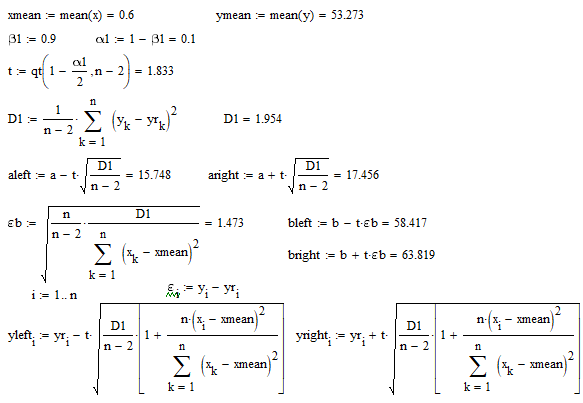 xmean := mean(x) = 0.6 ymean := mean(y) = 53.273
β1 := 0.9 α1 := 1 − β1 = 0.1
t := qt(1 − α1/2, n − 2) = 1.833
D1 := 1/(n − 2) · ∑_{k = 1}^{n} (y_k − yr_k)^2 D1 = 1.954
aleft := a − t·√(D1/(n − 2)) = 15.748 aright := a + t·√(D1/(n − 2)) = 17.456
εb := √(n/(n − 2) · D1/(∑_{k = 1}^{n} (x_k − xmean)^2)) = 1.473 bleft := b − t·εb = 58.417
bright := b + t·εb = 63.819
i := 1.. n ε_i := y_i − yr_i
yleft_i := yr_i − t·√(D1/(n − 2)·[1 + n·(x_i − xmean)^2/(∑_{k = 1}^{n} (x_k − xmean)^2)]) yright_i := yr_i + t·√(D1/(n − 2)·[1 + n·(x_i − xmean)^2/(∑_{k = 1}^{n} (x_k − xmean)^2)])